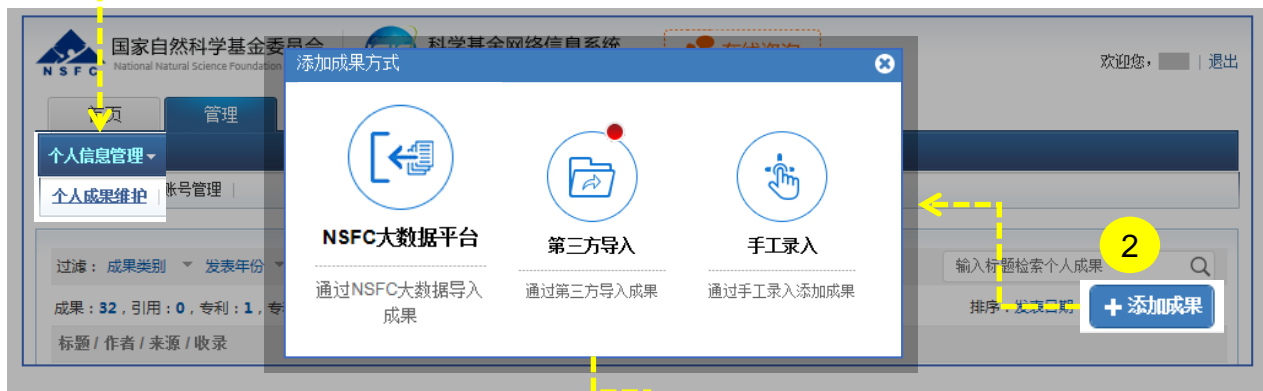 国家自然科学基金委员会
National Natural Science Foundation
NSFC
科学基金网络信息系统
在线咨询
欢迎您， | 退出
首页
管理
添加成果方式
个人信息管理
个人成果维护 | 账号管理 |
NSFC大数据平台
第三方导入
手工录入
通过NSFC大数据导入
成果
通过第三方导入成果
通过手工录入添加成果
2
过滤： 成果类别 发表年份
输入标题检索个人成果
成果：32，引用：0，专利：1，专
排序：发表日期
+ 添加成果
标题 / 作者 / 来源 / 收录